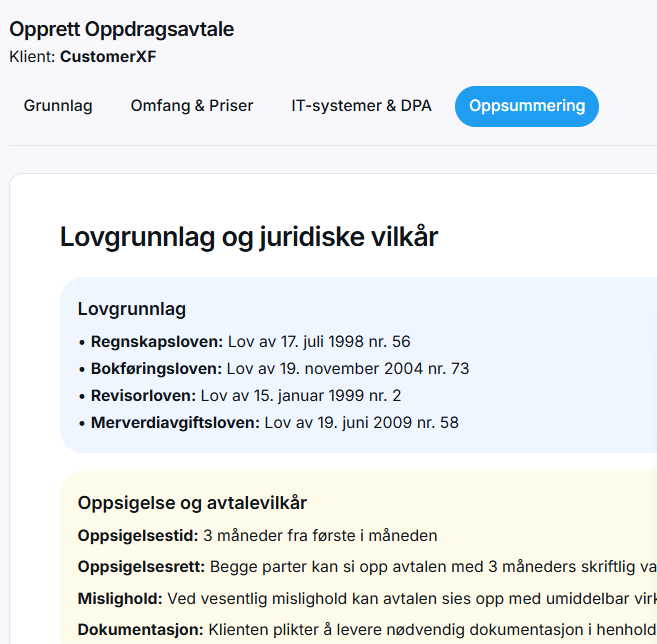 Opprett Oppdragsavtale
Klient: CustomerXF
Grunnlag Omfang & Priser IT-systemer & DPA Oppsummering
Lovgrunnlag og juridiske vilkår
Lovgrunnlag
• Regnskapsloven: Lov av 17. juli 1998 nr. 56
• Bokføringsloven: Lov av 19. november 2004 nr. 73
• Revisorloven: Lov av 15. januar 1999 nr. 2
• Merverdiavgiftsloven: Lov av 19. juni 2009 nr. 58
Oppsigelse og avtalevilkår
Oppsigelsestid: 3 måneder fra første i måneden
Oppsigelsesrett: Begge parter kan si opp avtalen med 3 måneders skriftlig va
Mislighold: Ved vesentlig mislighold kan avtalen sies opp med umiddelbar virk
Dokumentasjon: Klienten plikter å levere nødvendig dokumentasjon i henhold